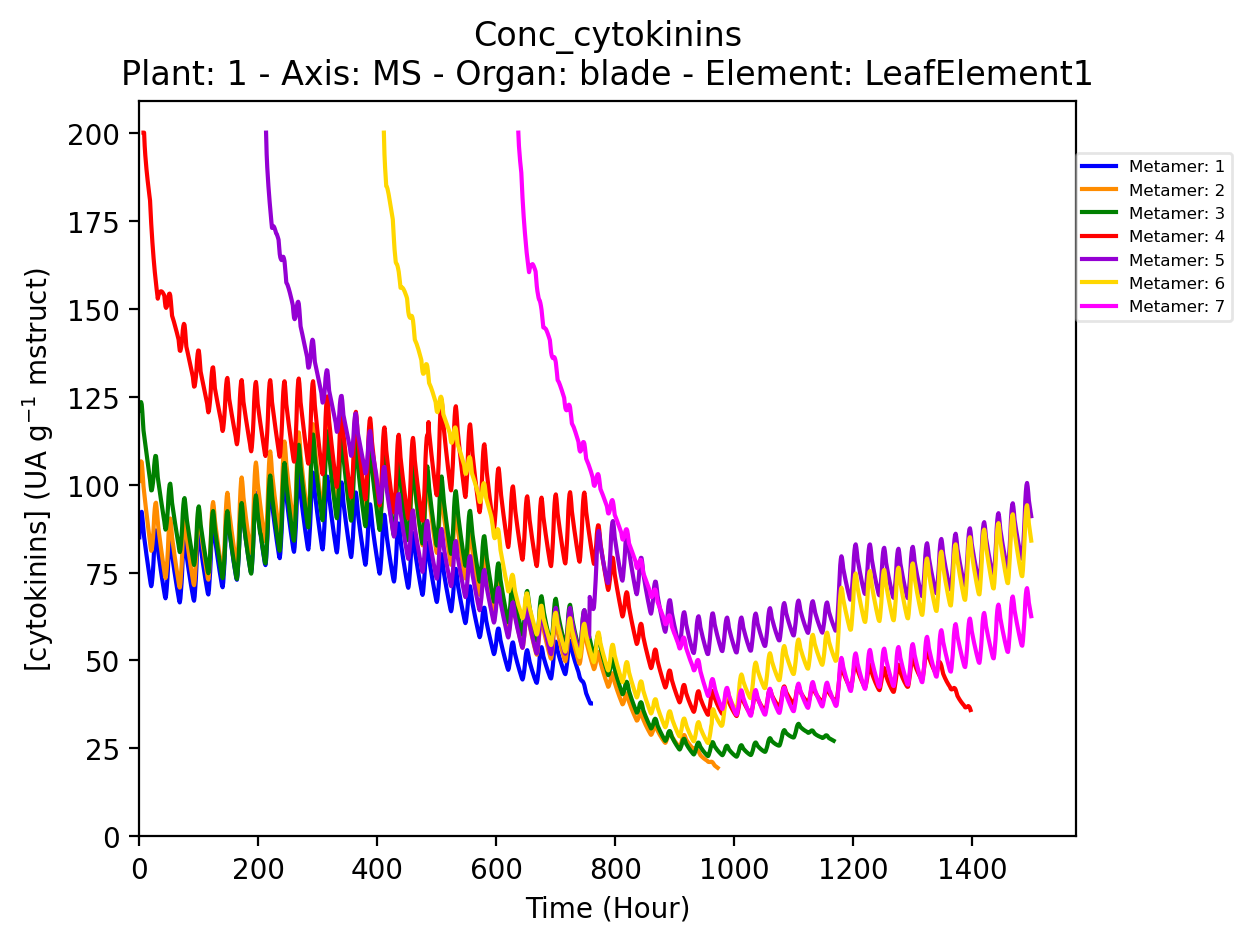 Conc_cytokinins
Plant: 1 - Axis: MS - Organ: blade - Element: LeafElement1
[cytokinins] (UA g⁻¹ mstruct)
200
175
150
125
100
75
50
25
0
0 200 400 600 800 1000 1200 1400
Time (Hour)
Metamer: 1
Metamer: 2
Metamer: 3
Metamer: 4
Metamer: 5
Metamer: 6
Metamer: 7